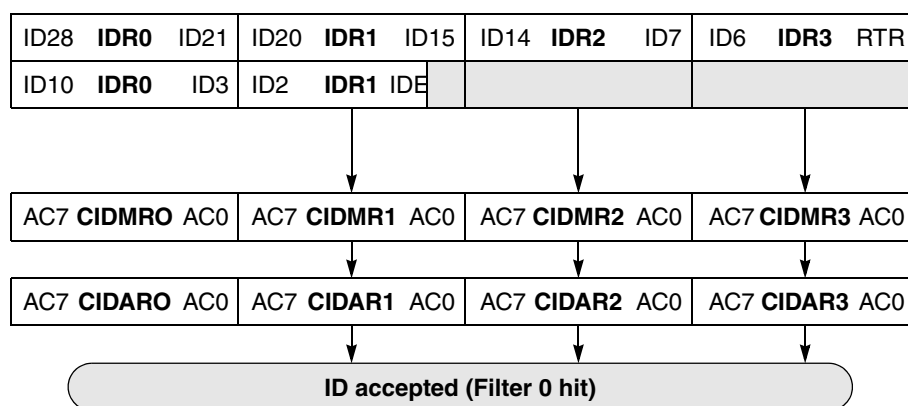 ID28 IDR0 ID21 ID20 IDR1 ID15 ID14 IDR2 ID7 ID6 IDR3 RTR
ID10 IDR0 ID3 ID2 IDR1 IDE
AC7 CIDMRO AC0 AC7 CIDMR1 AC0 AC7 CIDMR2 AC0 AC7 CIDMR3 AC0
AC7 CIDARO AC0 AC7 CIDAR1 AC0 AC7 CIDAR2 AC0 AC7 CIDAR3 AC0
ID accepted (Filter 0 hit)